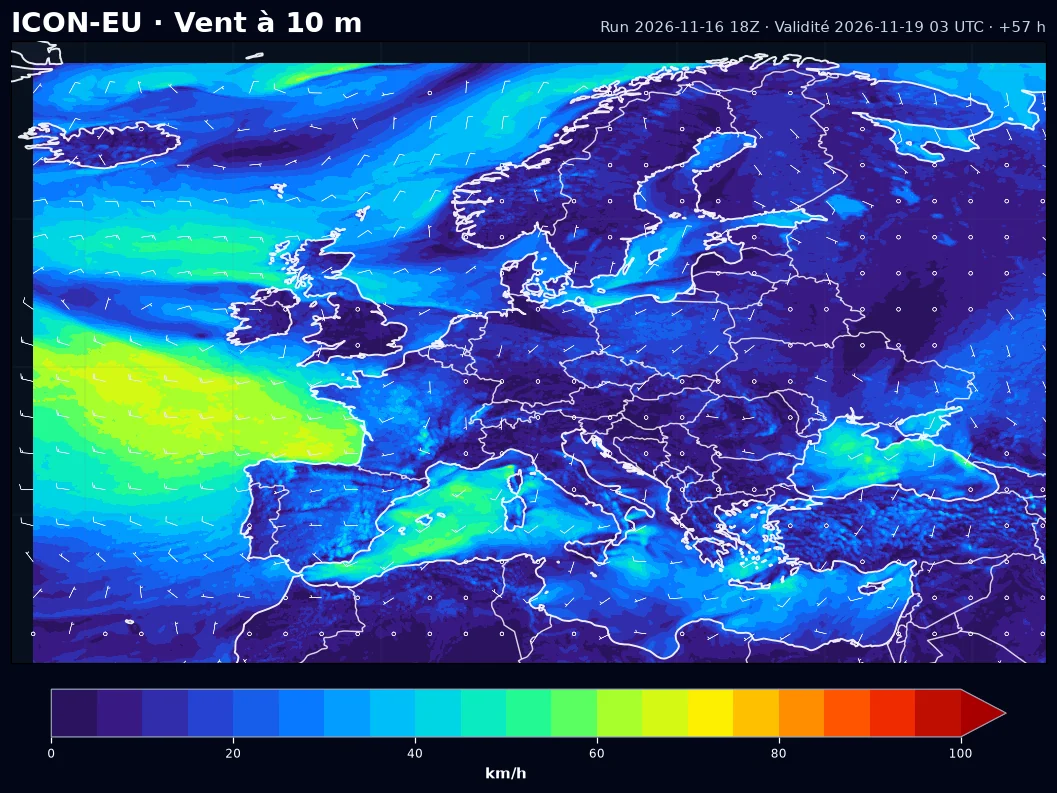 ICON-EU · Vent à 10 m
Run 2026-11-16 18Z · Validité 2026-11-19 03 UTC · +57 h
0 20 40 60 80 100
km/h